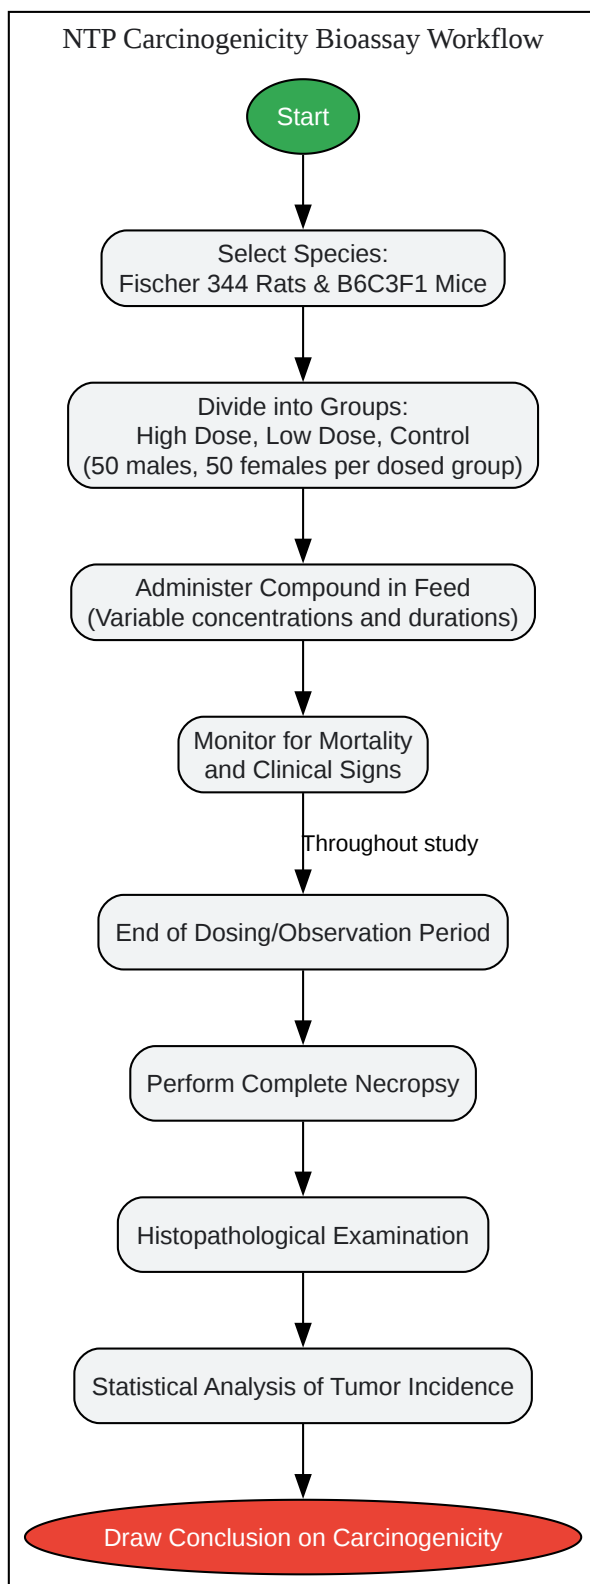 NTP Carcinogenicity Bioassay Workflow
Start
Select Species:
Fischer 344 Rats & B6C3F1 Mice
Divide into Groups:
High Dose, Low Dose, Control
(50 males, 50 females per dosed group)
Administer Compound in Feed
(Variable concentrations and durations)
Monitor for Mortality
and Clinical Signs
Throughout study
End of Dosing/Observation Period
Perform Complete Necropsy
Histopathological Examination
Statistical Analysis of Tumor Incidence
Draw Conclusion on Carcinogenicity